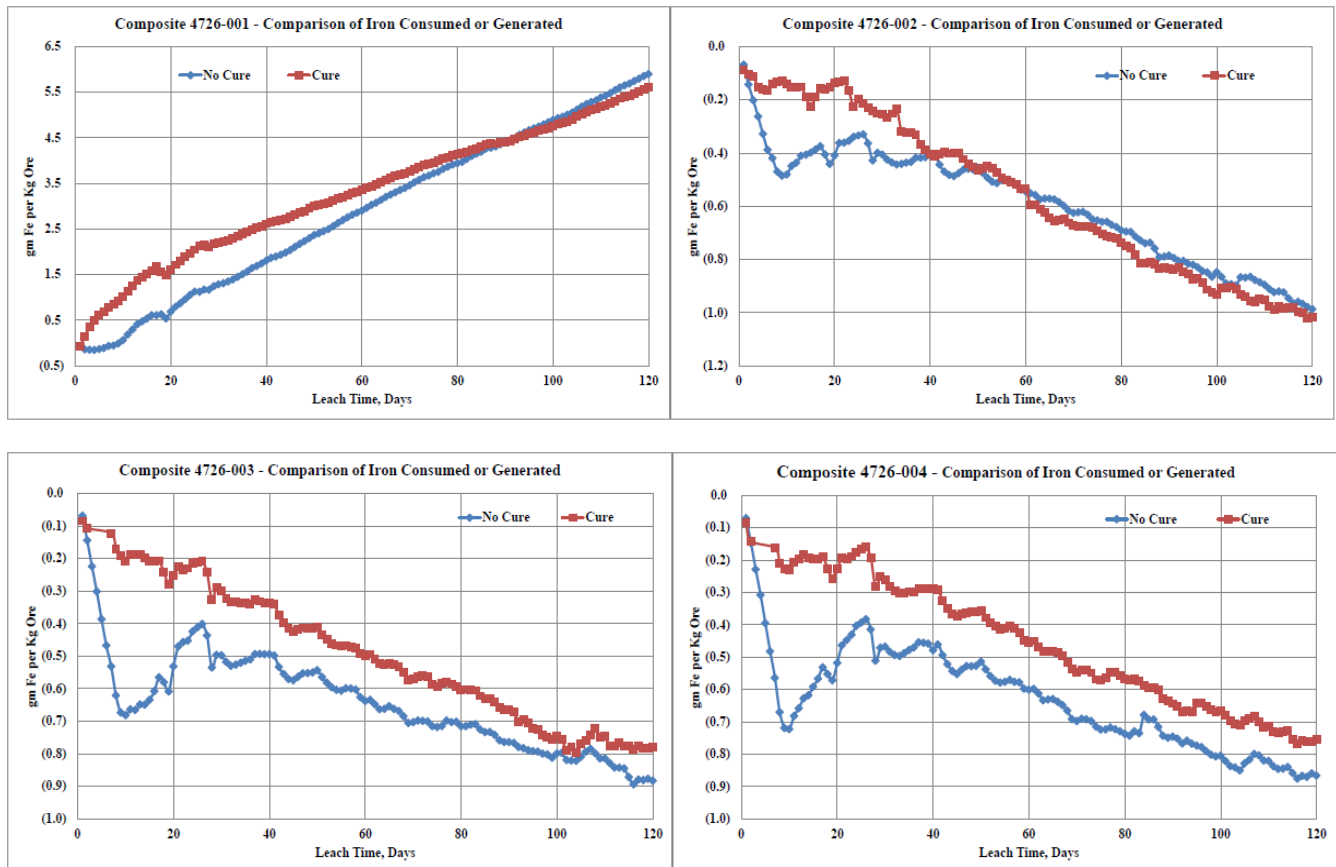 Composite 4726-001 - Comparison of Iron Consumed or Generated
6.5
No Cure Cure
5.5
4.5
3.5
2.5
1.5
0.5
(0.5)
gm Fe per Kg Ore
0 20 40 60 80 100 120
Leach Time, Days
Composite 4726-002 - Comparison of Iron Consumed or Generated
0.0
No Cure Cure
0.2
(0.4)
(0.6)
(0.8)
(1.0)
(1.2)
gm Fe per Kg Ore
0 20 40 60 80 100 120
Leach Time, Days
Composite 4726-003 - Comparison of Iron Consumed or Generated
0.0
No Cure Cure
(0.1)
(0.2)
(0.3)
(0.4)
(0.5)
(0.6)
(0.7)
(0.8)
(0.9)
(1.0)
gm Fe per Kg Ore
0 20 40 60 80 100 120
Leach Time, Days
Composite 4726-004 - Comparison of Iron Consumed or Generated
0.0
No Cure Cure
(0.1)
(0.2)
(0.3)
(0.4)
(0.5)
(0.6)
(0.7)
(0.8)
(0.9)
(1.0)
gm Fe per Kg Ore
0 20 40 60 80 100 120
Leach Time, Days